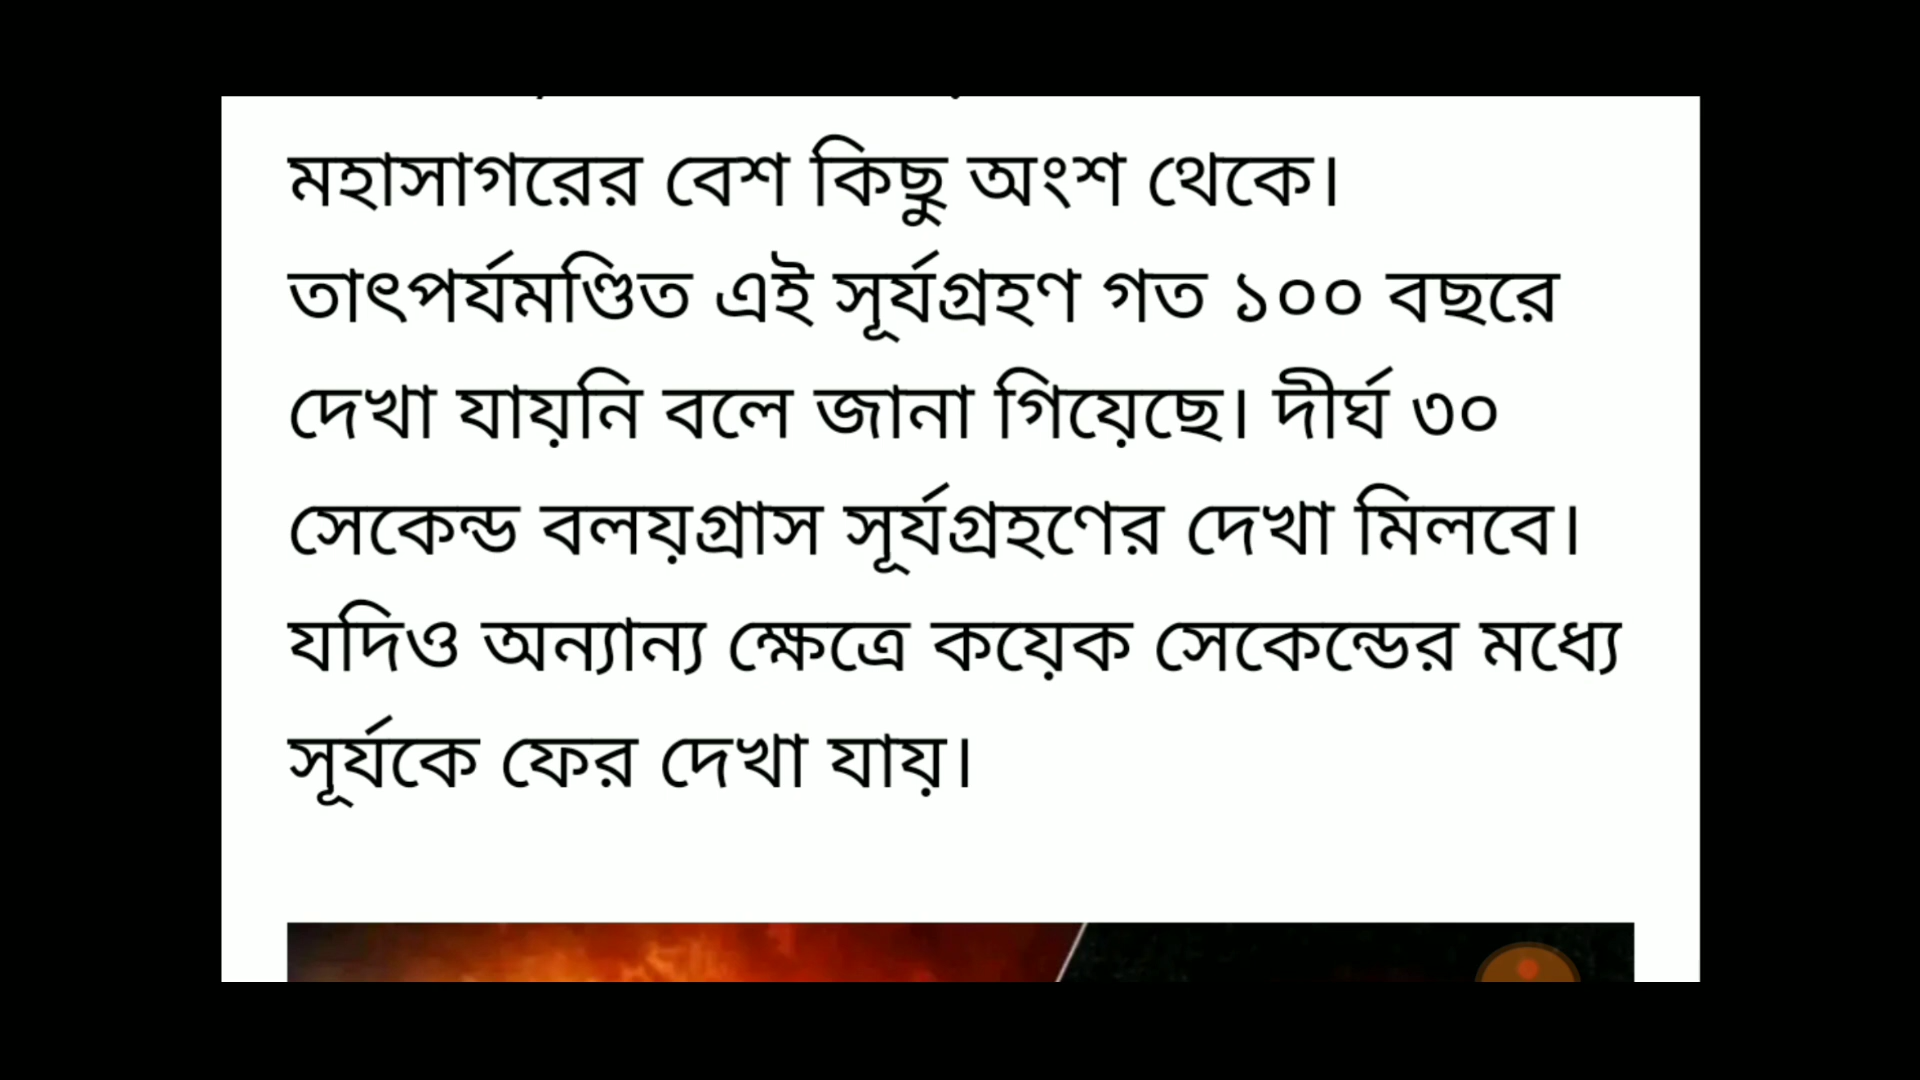 মহাসাগরের বেশ কিছু অংশ থেকে।
তাৎপর্যমণ্ডিত এই সূর্যগ্রহণ গত ১০০ বছরে
দেখা যায়নি বলে জানা গিয়েছে। দীর্ঘ ৩০
সেকেন্ড বলয়গ্রাস সূর্যগ্রহণের দেখা মিলবে।
যদিও অন্যান্য ক্ষেত্রে কয়েক সেকেন্ডের মধ্যে
সূর্যকে ফের দেখা যায়।